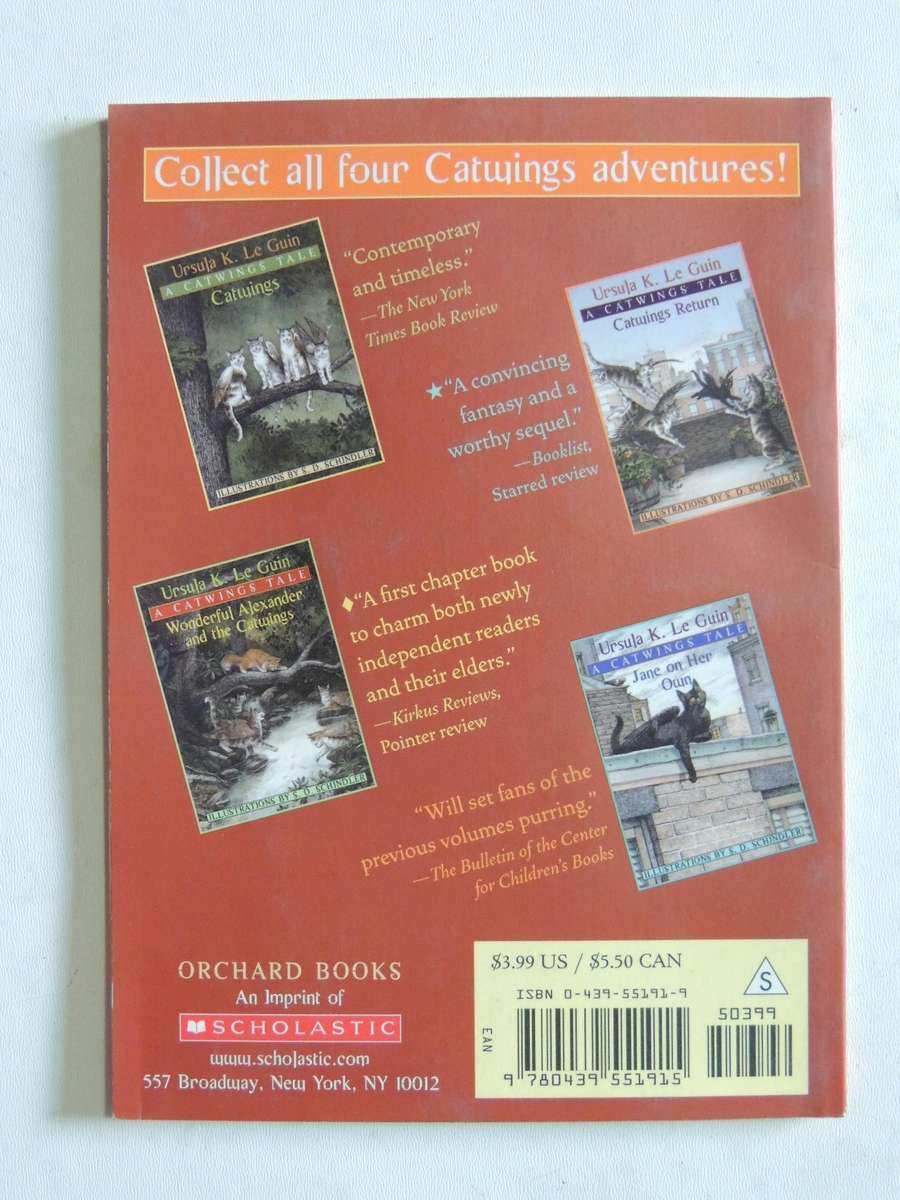 Collect all four Catwings adventures!
Ursula K. Le Guin
A CATWINGS TALE
Catwings
ILLUSTRATIONS BY S. D. SCHINDLER
“Contemporary
and timeless.”
—The New York
Times Book Review
Ursula K. Le Guin
A CATWINGS TALE
Catwings Return
ILLUSTRATIONS BY S. D. SCHINDLER
★“A convincing
fantasy and a
worthy sequel.”
—Booklist,
Starred review
Ursula K. Le Guin
A CATWINGS TALE
Wonderful Alexander
and the Catwings
ILLUSTRATIONS BY S. D. SCHINDLER
♦“A first chapter book
to charm both newly
independent readers
and their elders.”
—Kirkus Reviews,
Pointer review
Ursula K. Le Guin
A CATWINGS TALE
Jane on Her
Own
ILLUSTRATIONS BY S. D. SCHINDLER
“Will set fans of the
previous volumes purring.”
—The Bulletin of the Center
for Children’s Books
ORCHARD BOOKS
An Imprint of
SCHOLASTIC
www.scholastic.com
557 Broadway, New York, NY 10012
$3.99 US / $5.50 CAN
S
ISBN 0-439-55191-9
50399
EAN
9 780439 551915